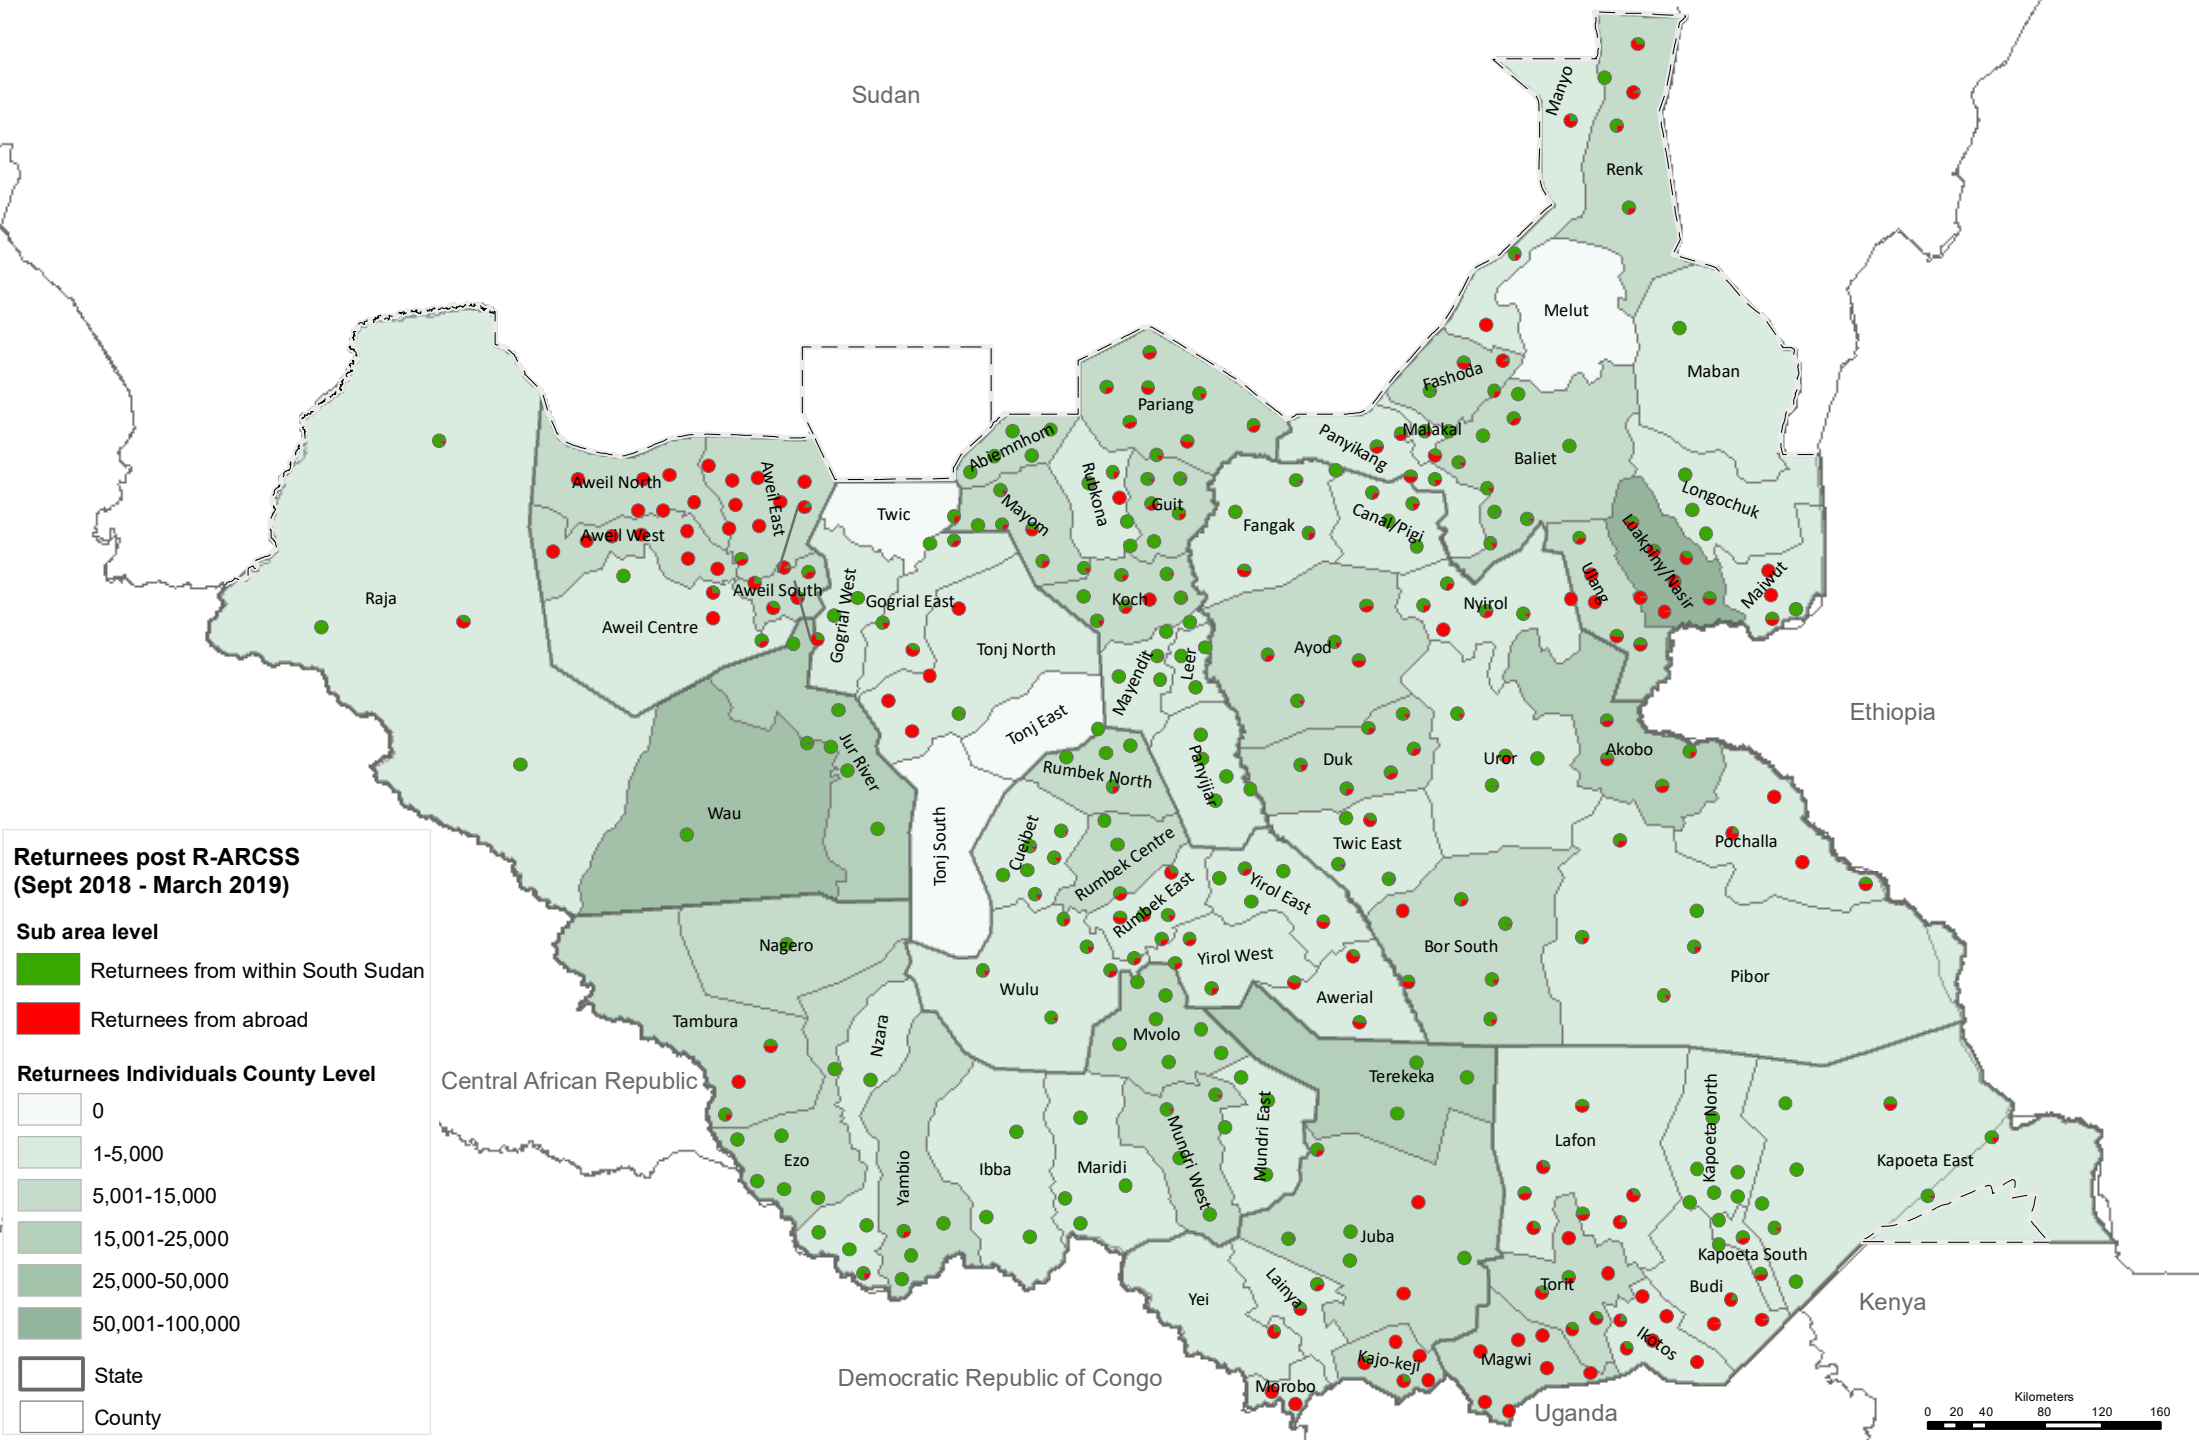 Sudan
Manyo
Renk
Melut
Maban
Fashoda
Pariang
Malakal
Panyikang
Abiemnhom
Baliet
Rubkona
Aweil North
Aweil East
Longochuk
Guit
Mayom
Twic
Fangak
Canal/Pigi
Aweil West
Luakpiny/Nasir
Ulang
Maiwut
Aweil South
Raja
Gogrial West
Gogrial East
Koch
Nyirol
Aweil Centre
Tonj North
Ayod
Leer
Mayendit
Ethiopia
Tonj East
Jur River
Akobo
Duk
Uror
Rumbek North
Panyijiar
Wau
Pochalla
Twic East
Cueibet
Tonj South
Rumbek Centre
Rumbek East
Yirol East
Nagero
Bor South
Yirol West
Pibor
Wulu
Awerial
Tambura
Nzara
Mvolo
Terekeka
Central African Republic
Mundri East
Kapoeta North
Lafon
Ezo
Kapoeta East
Yambio
Ibba
Maridi
Mundri West
Juba
Kapoeta South
Torit
Budi
Lainya
Yei
Kenya
Ikotos
Kajo-keji
Magwi
Democratic Republic of Congo
Morobo
Uganda
Returnees post R-ARCSS
(Sept 2018 - March 2019)
Sub area level
Returnees from within South Sudan
Returnees from abroad
Returnees Individuals County Level
0
1-5,000
5,001-15,000
15,001-25,000
25,000-50,000
50,001-100,000
State
County
Kilometers
0 20 40 80 120 160